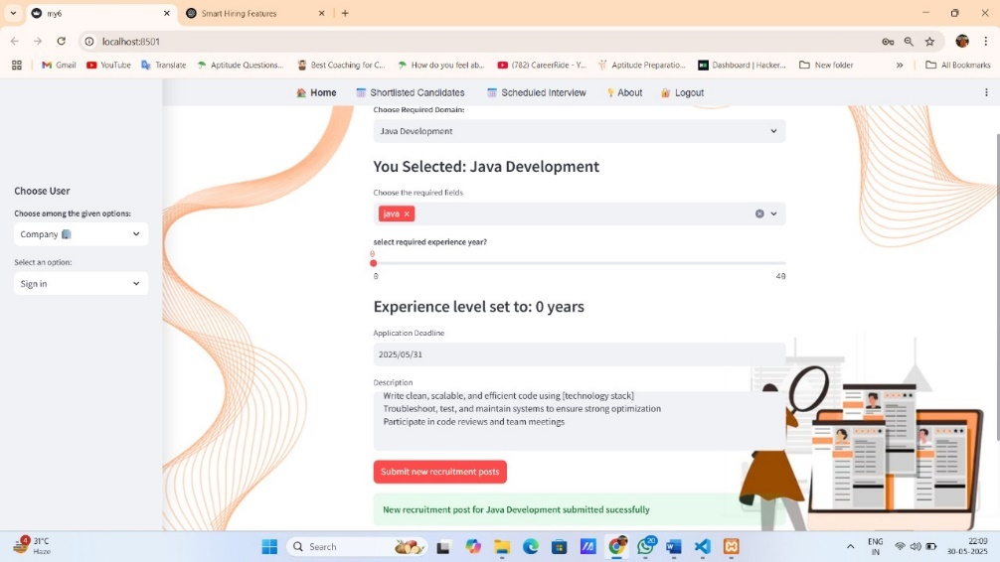 my6
Smart Hiring Features
localhost:8501
Gmail
YouTube
Translate
Aptitude Questions...
Best Coaching for C...
How do you feel ab...
(782) CareerRide - Y...
Aptitude Preparatio...
Dashboard | Hacker...
New folder
»
All Bookmarks
Home
Shortlisted Candidates
Scheduled Interview
About
Logout
Choose User
Choose among the given options:
Company
Select an option:
Sign in
Choose Required Domain:
Java Development
You Selected: Java Development
Choose the required fields
java
select required experience year?
0
0 40
Experience level set to: 0 years
Application Deadline
2025/05/31
Description
Write clean, scalable, and efficient code using [technology stack]
Troubleshoot, test, and maintain systems to ensure strong optimization
Participate in code reviews and team meetings
Submit new recruitment posts
New recruitment post for Java Development submitted sucessfully
4
31°C
Haze
Search
20
ENG
IN
22:09
30-05-2025